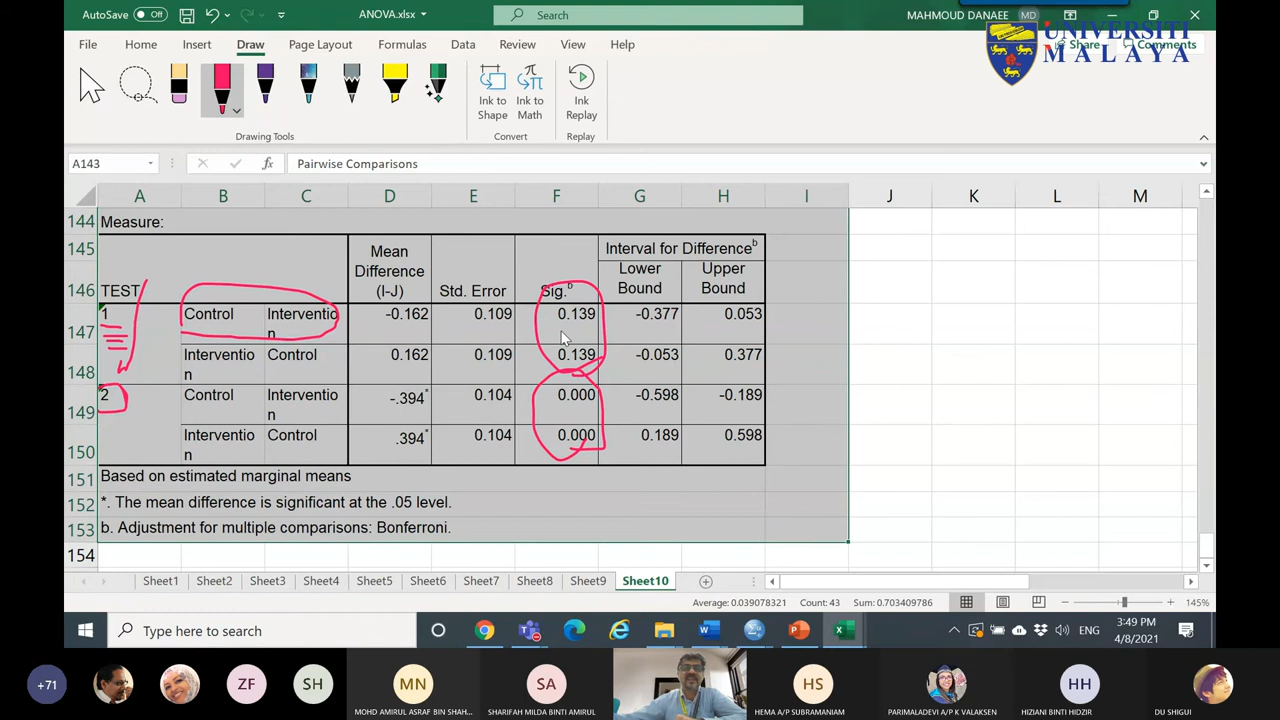 AutoSave Off ANOVA.xlsx Search MAHMOUD DANAEE MD
UNIVERSITI
MALAYA
File Home Insert Draw Page Layout Formulas Data Review View Help Share Comments
Ink to Shape Ink to Math Ink Replay
Drawing Tools Convert Replay
A143 fx Pairwise Comparisons
A B C D E F G H I J K L M
144 Measure:
145 Mean Difference (I-J) Interval for Difference b
146 TEST Std. Error Sig. b Lower Bound Upper Bound
147 1 Control Intervention -0.162 0.109 0.139 -0.377 0.053
148 Intervention Control 0.162 0.109 0.139 -0.053 0.377
149 2 Control Intervention -.394* 0.104 0.000 -0.598 -0.189
150 Intervention Control .394* 0.104 0.000 0.189 0.598
151 Based on estimated marginal means
152 *. The mean difference is significant at the .05 level.
153 b. Adjustment for multiple comparisons: Bonferroni.
154
Sheet1 Sheet2 Sheet3 Sheet4 Sheet5 Sheet6 Sheet7 Sheet8 Sheet9 Sheet10
Average: 0.039078321 Count: 43 Sum: 0.703409786 145%
Type here to search ENG 3:49 PM
4/8/2021
+71 ZF SH MN SA HS HH
MOHD AMIRUL ASRAF BIN SHAH... SHARIFAH MILDA BINTI AMIRUL HEMA A/P SUBRAMANIAM PARIMALADEVI A/P K VALAKSEN HIZIANI BINTI HIDZIR DU SHIGUI